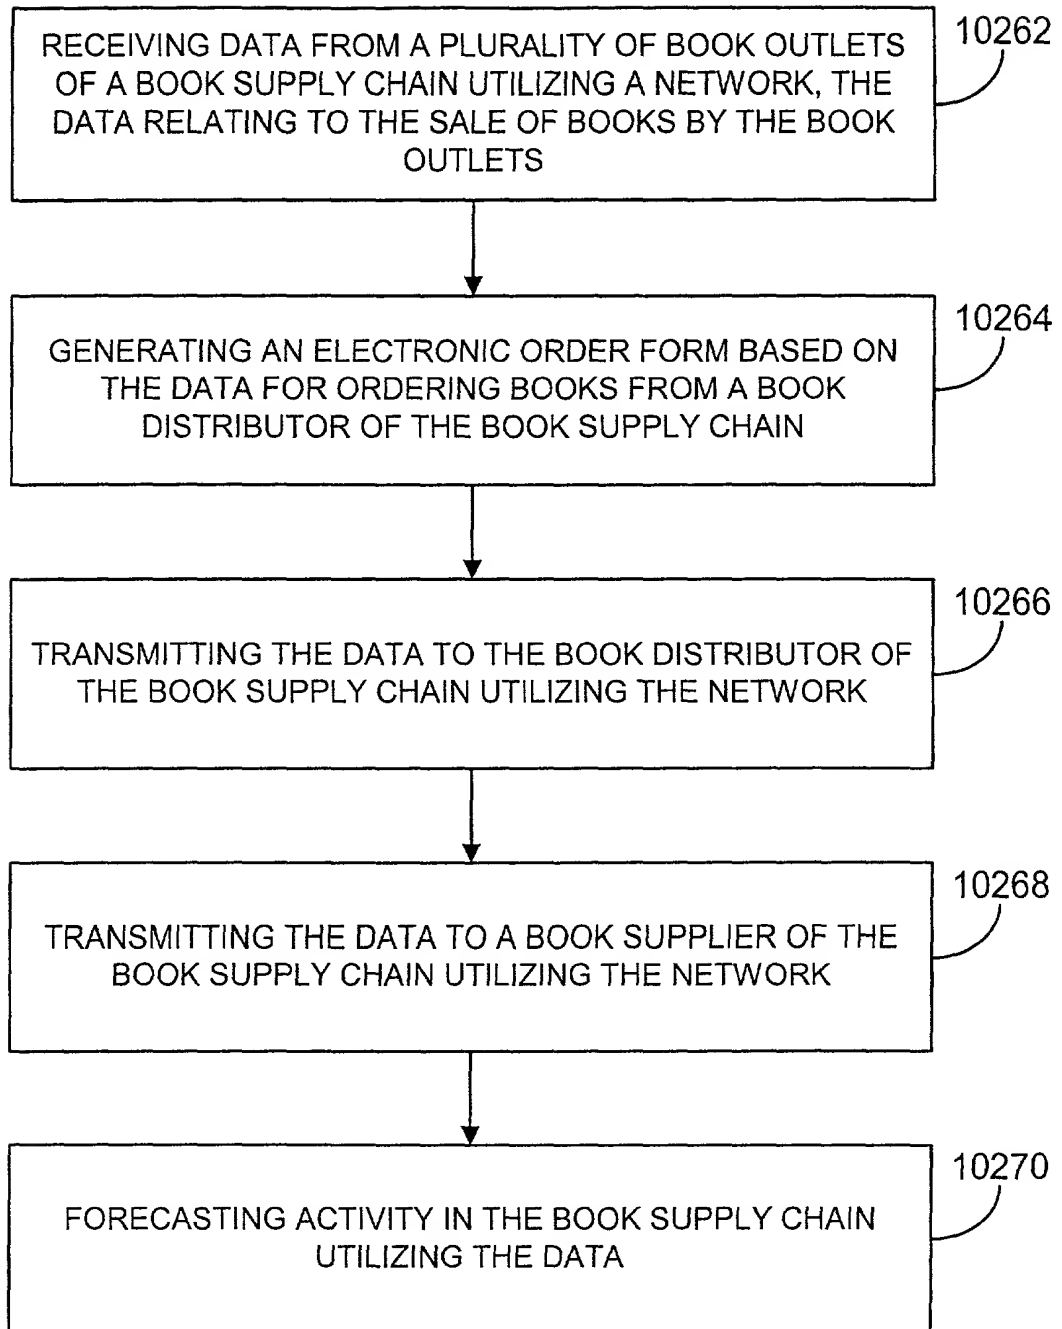 RECEIVING DATA FROM A PLURALITY OF BOOK OUTLETS
OF A BOOK SUPPLY CHAIN UTILIZING A NETWORK, THE
DATA RELATING TO THE SALE OF BOOKS BY THE BOOK
OUTLETS
10262
GENERATING AN ELECTRONIC ORDER FORM BASED ON
THE DATA FOR ORDERING BOOKS FROM A BOOK
DISTRIBUTOR OF THE BOOK SUPPLY CHAIN
10264
TRANSMITTING THE DATA TO THE BOOK DISTRIBUTOR OF
THE BOOK SUPPLY CHAIN UTILIZING THE NETWORK
10266
TRANSMITTING THE DATA TO A BOOK SUPPLIER OF THE
BOOK SUPPLY CHAIN UTILIZING THE NETWORK
10268
FORECASTING ACTIVITY IN THE BOOK SUPPLY CHAIN
UTILIZING THE DATA
10270